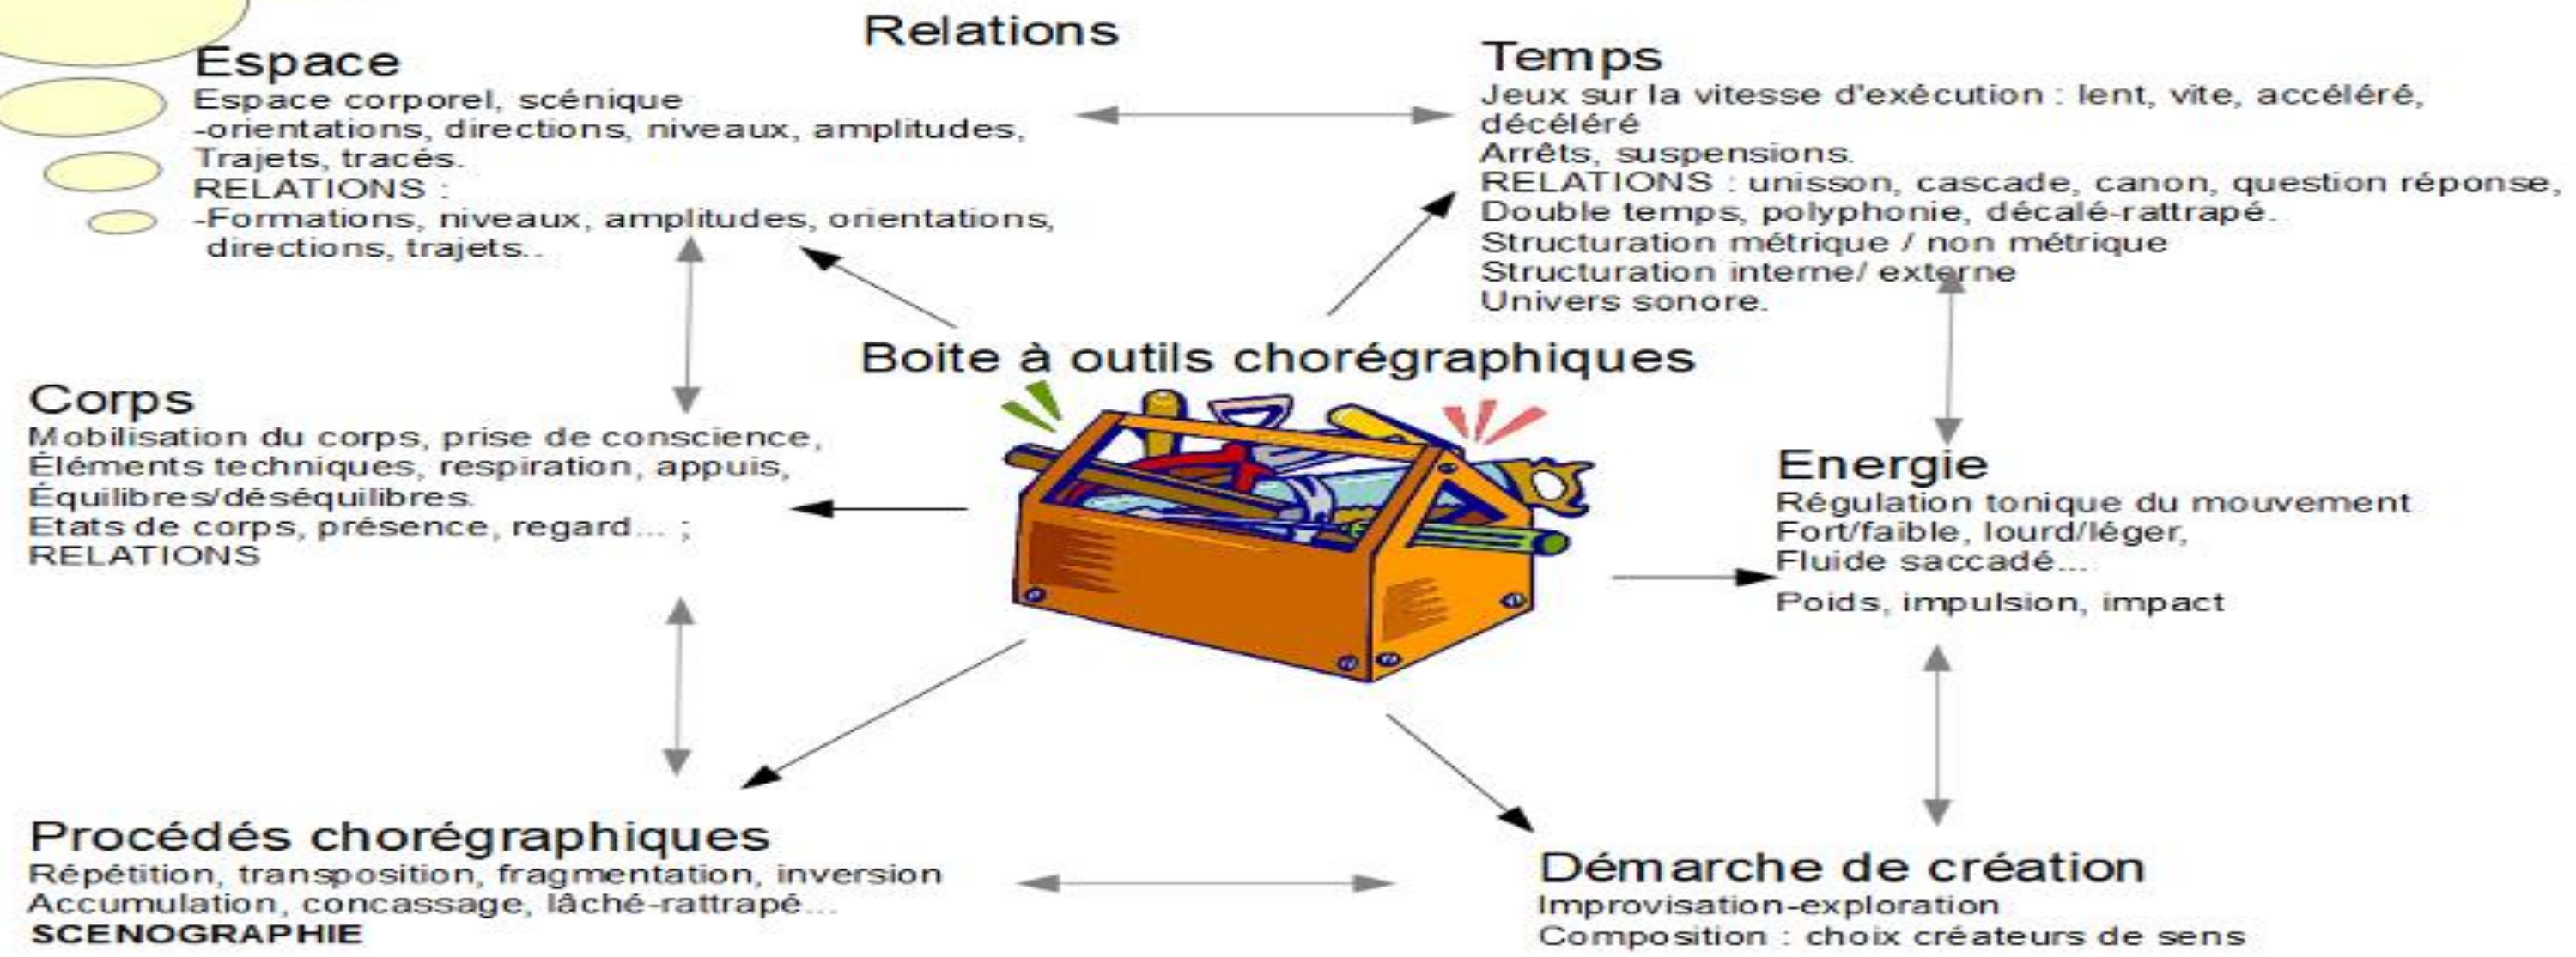 Relations
Espace
Espace corporel, scénique
-orientations, directions, niveaux, amplitudes,
Trajets, tracés.
RELATIONS :
-Formations, niveaux, amplitudes, orientations,
directions, trajets..
Temps
Jeux sur la vitesse d'exécution : lent, vite, accéléré,
décéléré
Arrêts, suspensions.
RELATIONS : unisson, cascade, canon, question réponse,
Double temps, polyphonie, décalé-rattrapé.
Structuration métrique / non métrique
Structuration interne/ externe
Univers sonore.
Boite à outils chorégraphiques
Corps
Mobilisation du corps, prise de conscience,
Éléments techniques, respiration, appuis,
Équilibres/déséquilibres.
Etats de corps, présence, regard... ;
RELATIONS
Energie
Régulation tonique du mouvement
Fort/faible, lourd/léger,
Fluide saccadé...
Poids, impulsion, impact
Procédés chorégraphiques
Répétition, transposition, fragmentation, inversion
Accumulation, concassage, lâché-rattrapé...
SCENOGRAPHIE
Démarche de création
Improvisation-exploration
Composition : choix créateurs de sens